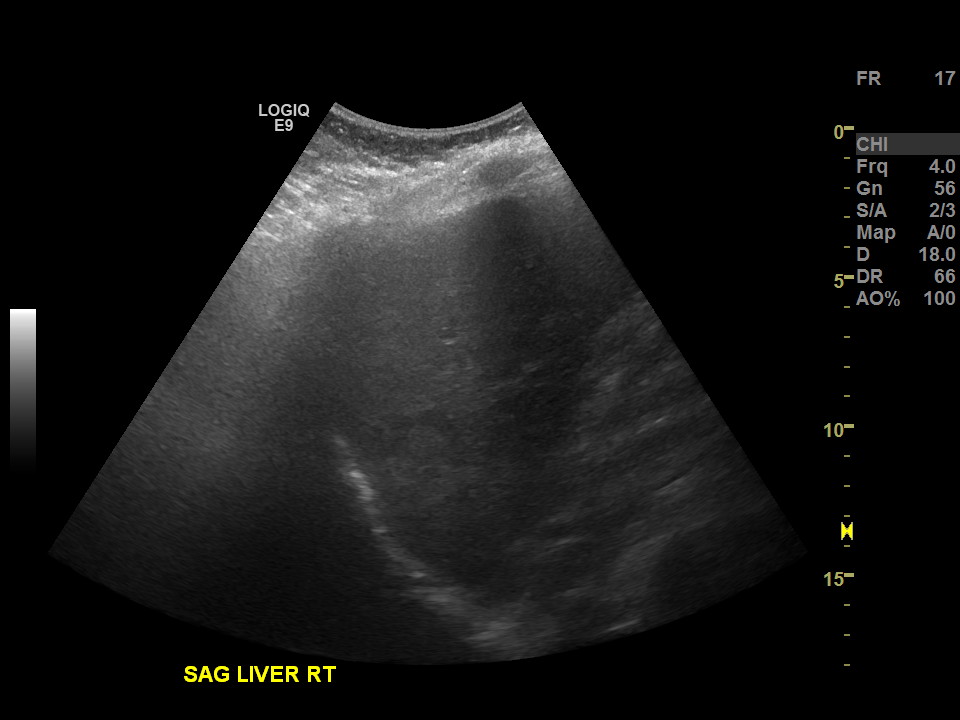 LOGIQ
E9
FR 17
0
CHI
Frq 4.0
Gn 56
S/A 2/3
Map A/0
D 18.0
5
DR 66
AO% 100
10
15
SAG LIVER RT